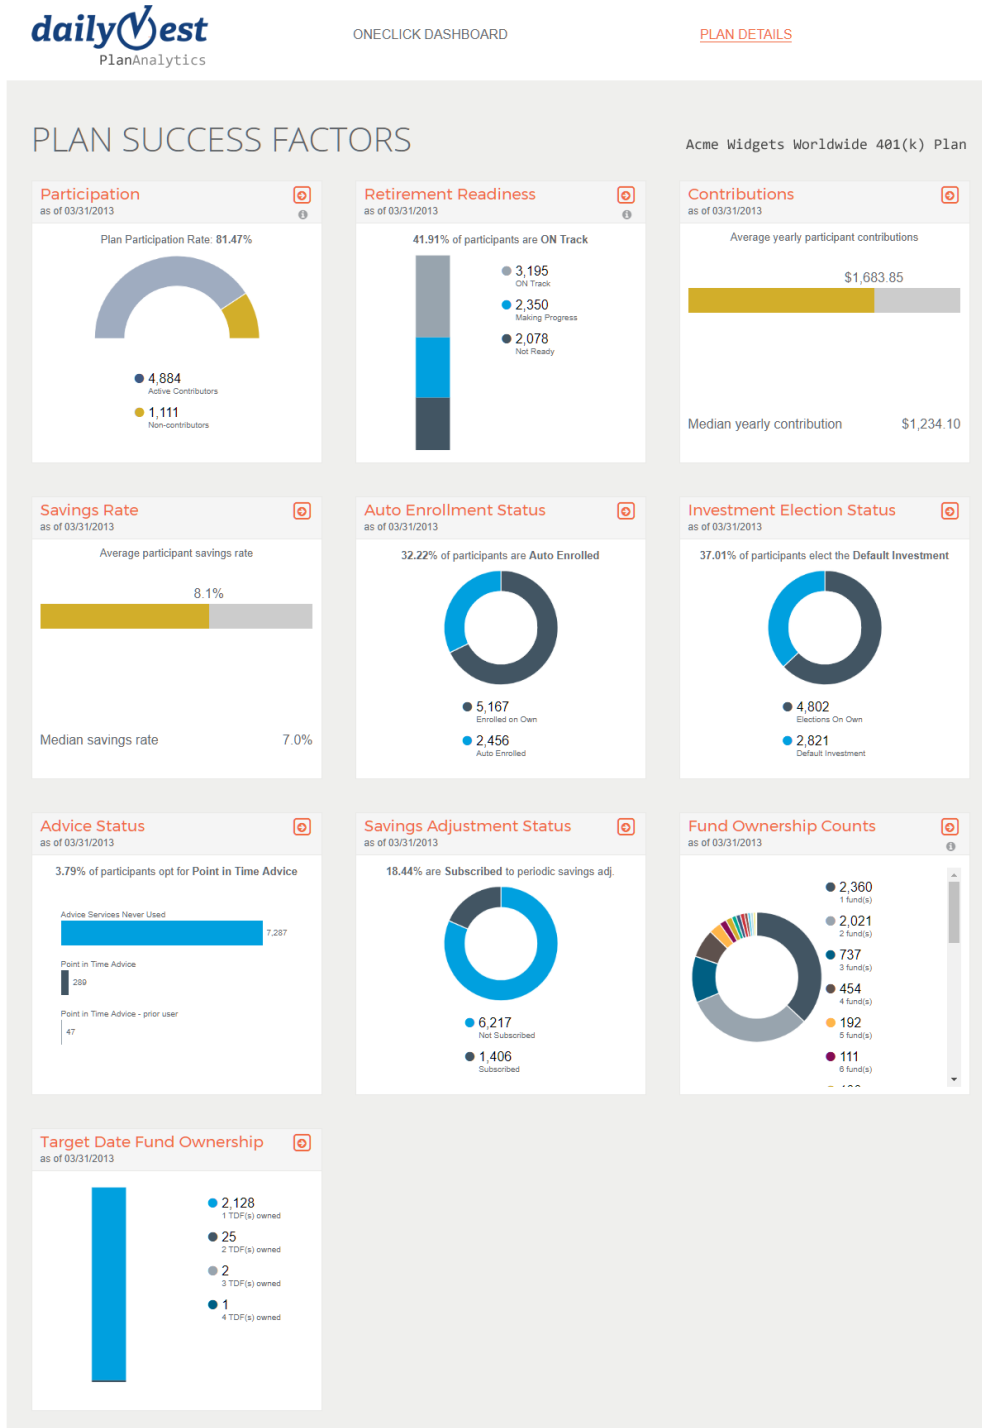 dailyVest
PlanAnalytics
ONECLICK DASHBOARD
PLAN DETAILS
PLAN SUCCESS FACTORS
Acme Widgets Worldwide 401(k) Plan
Participation
as of 03/31/2013
Plan Participation Rate: 81.47%
4,884
Active Contributors
1,111
Non-contributors
Retirement Readiness
as of 03/31/2013
41.91% of participants are ON Track
3,195
ON Track
2,350
Making Progress
2,078
Not Ready
Contributions
as of 03/31/2013
Average yearly participant contributions
$1,683.85
Median yearly contribution $1,234.10
Savings Rate
as of 03/31/2013
Average participant savings rate
8.1%
Median savings rate 7.0%
Auto Enrollment Status
as of 03/31/2013
32.22% of participants are Auto Enrolled
5,167
Enrolled on Own
2,456
Auto Enrolled
Investment Election Status
as of 03/31/2013
37.01% of participants elect the Default Investment
4,802
Elections On Own
2,821
Default Investment
Advice Status
as of 03/31/2013
3.79% of participants opt for Point in Time Advice
Advice Services Never Used
7,287
Point in Time Advice
289
Point in Time Advice - prior user
47
Savings Adjustment Status
as of 03/31/2013
18.44% are Subscribed to periodic savings adj.
6,217
Not Subscribed
1,406
Subscribed
Fund Ownership Counts
as of 03/31/2013
2,360
1 fund(s)
2,021
2 fund(s)
737
3 fund(s)
454
4 fund(s)
192
5 fund(s)
111
6 fund(s)
Target Date Fund Ownership
as of 03/31/2013
2,128
1 TDF(s) owned
25
2 TDF(s) owned
2
3 TDF(s) owned
1
4 TDF(s) owned